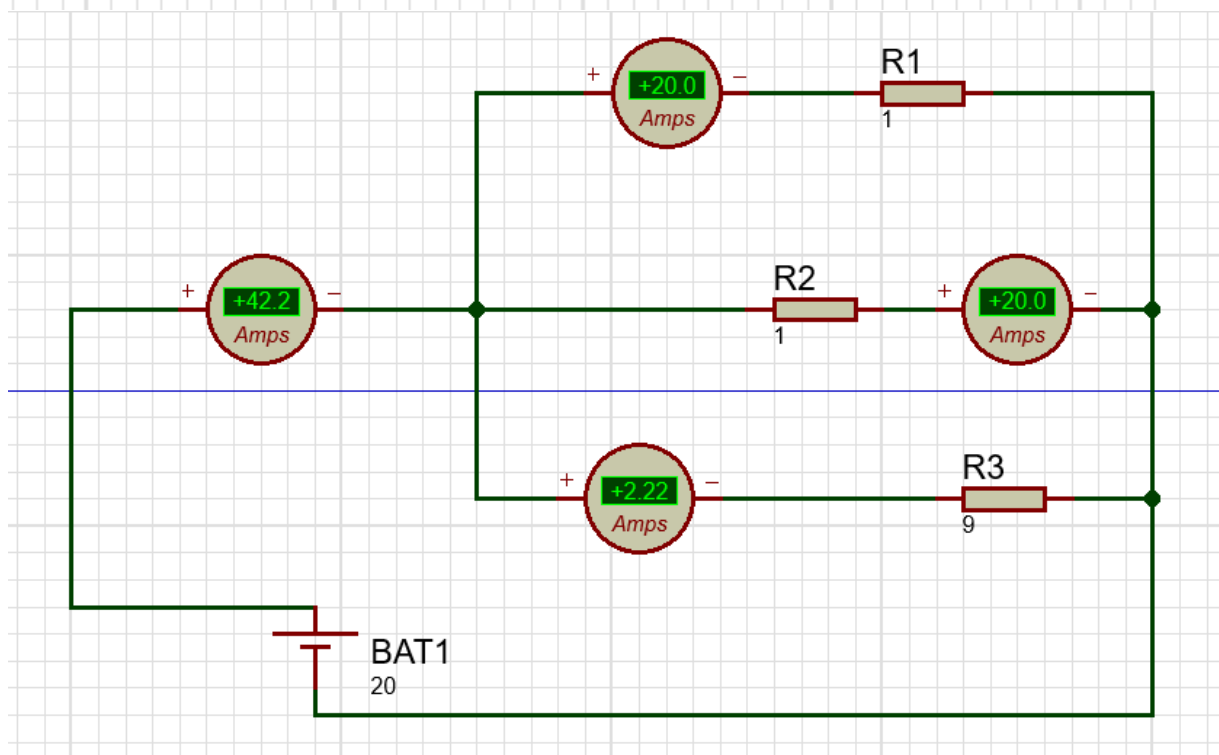 R1
+ +20.0 −
Amps
1
R2
+ +42.2 −
Amps
+ +20.0 −
Amps
1
R3
+ +2.22 −
Amps
9
BAT1
20